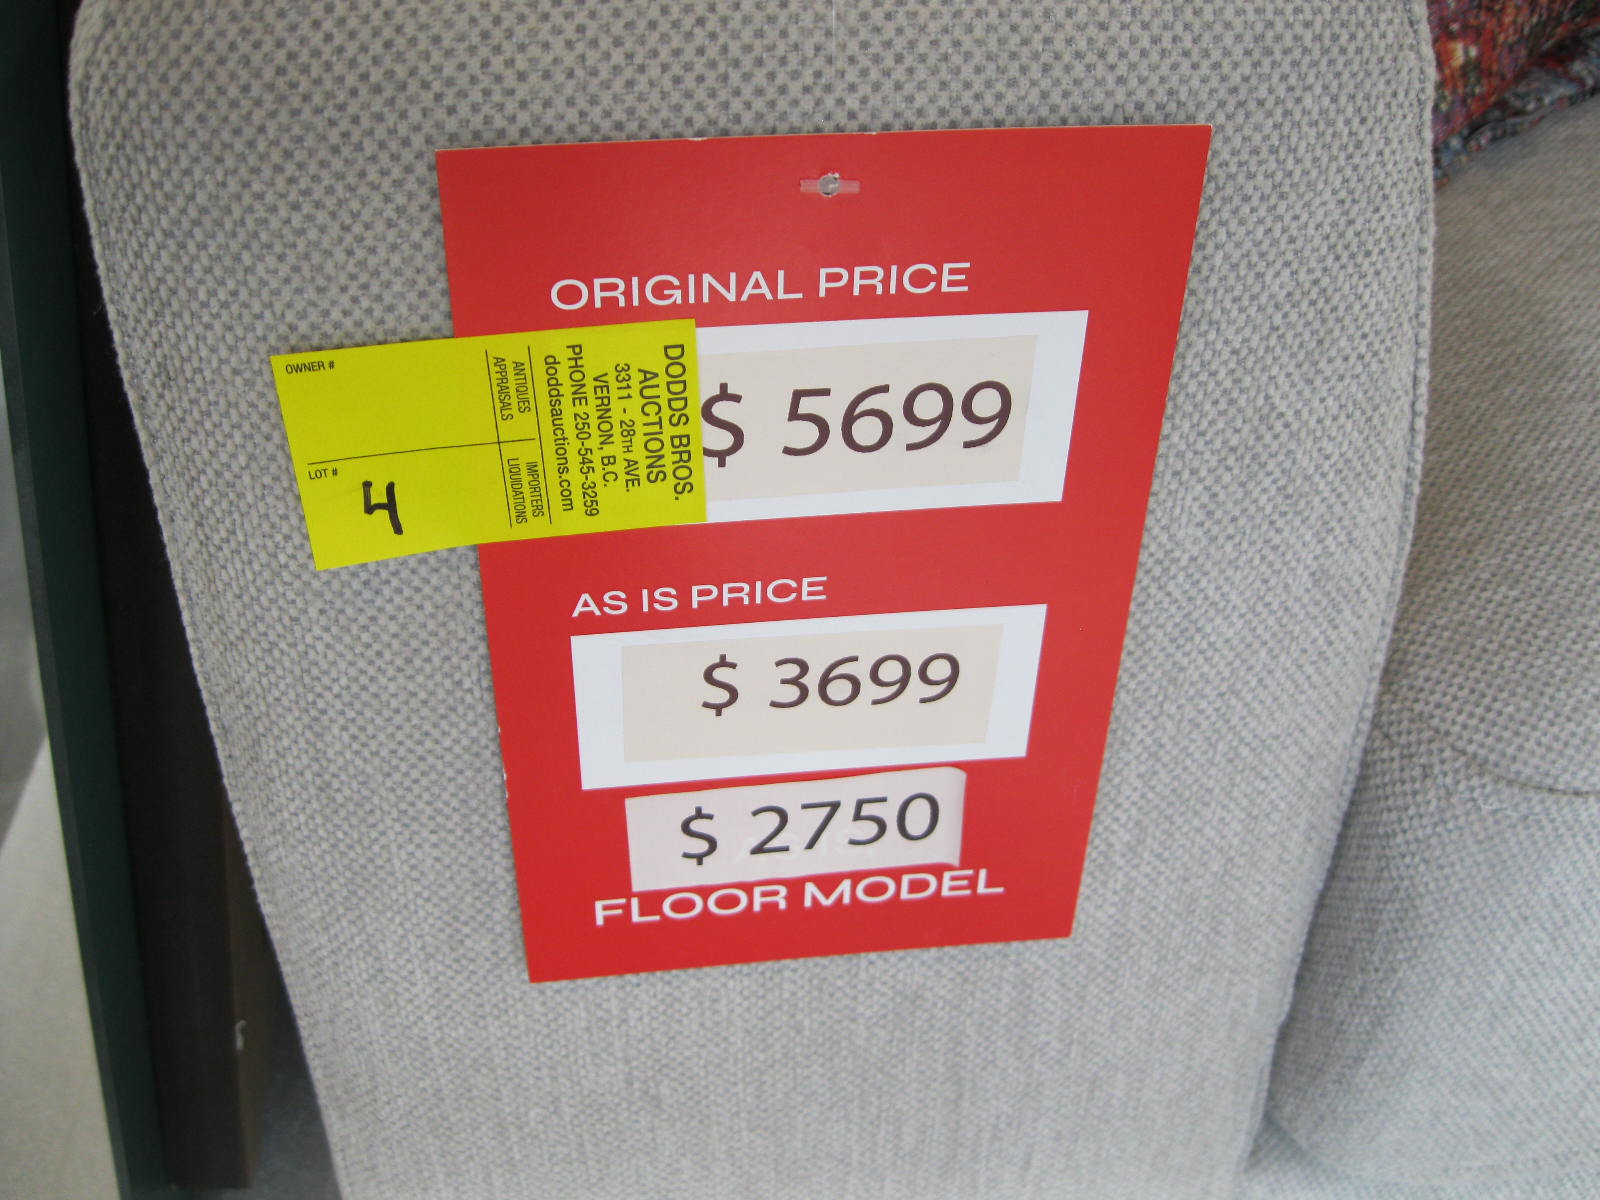 ORIGINAL PRICE
$ 5699
DODDS BROS.
AUCTIONS
3311 - 28TH AVE.
VERNON, B.C.
PHONE 250-545-3259
doddsauctions.com
ANTIQUES
APPRAISALS
IMPORTERS
LIQUIDATIONS
OWNER #
LOT #
AS IS PRICE
$ 3699
$ 2750
FLOOR MODEL